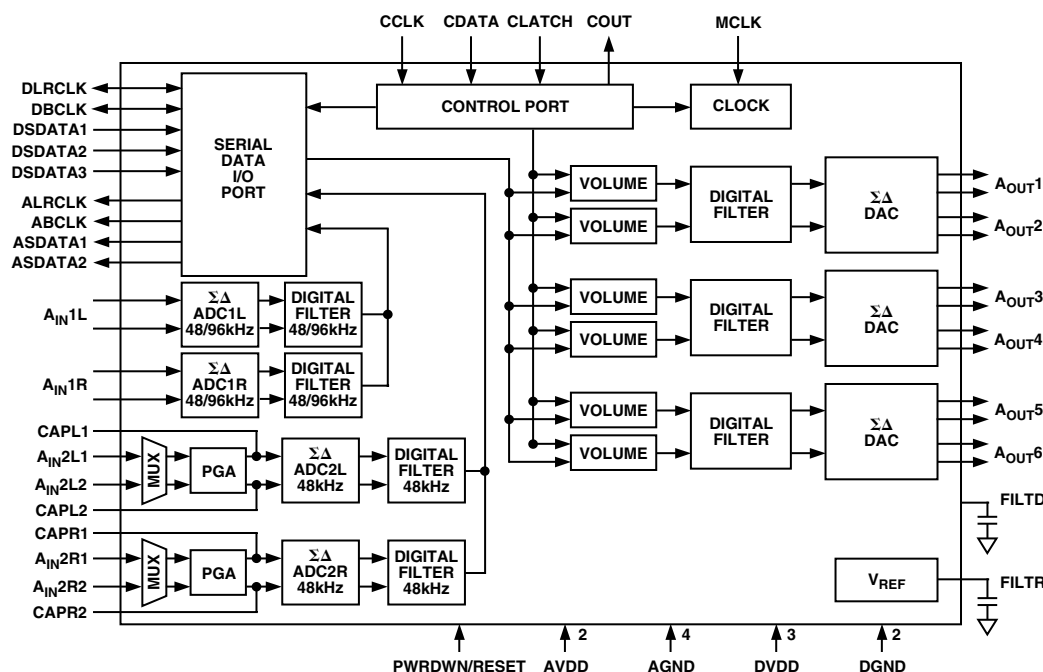 CCLK CDATA CLATCH COUT MCLK
DLRCLK
DBCLK
DSDATA1
DSDATA2
DSDATA3
ALRCLK
ABCLK
ASDATA1
ASDATA2
SERIAL
DATA
I/O
PORT
CONTROL PORT
CLOCK
VOLUME
VOLUME
DIGITAL
FILTER
ΣΔ
DAC
AOUT1
AOUT2
VOLUME
VOLUME
DIGITAL
FILTER
ΣΔ
DAC
AOUT3
AOUT4
VOLUME
VOLUME
DIGITAL
FILTER
ΣΔ
DAC
AOUT5
AOUT6
AIN1L
ΣΔ
ADC1L
48/96kHz
DIGITAL
FILTER
48/96kHz
AIN1R
ΣΔ
ADC1R
48/96kHz
DIGITAL
FILTER
48/96kHz
CAPL1
AIN2L1
AIN2L2
CAPL2
MUX
PGA
ΣΔ
ADC2L
48kHz
DIGITAL
FILTER
48kHz
CAPR1
AIN2R1
AIN2R2
CAPR2
MUX
PGA
ΣΔ
ADC2R
48kHz
DIGITAL
FILTER
48kHz
FILTD
VREF
FILTR
2 4 3 2
PWRDWN/RESET AVDD AGND DVDD DGND